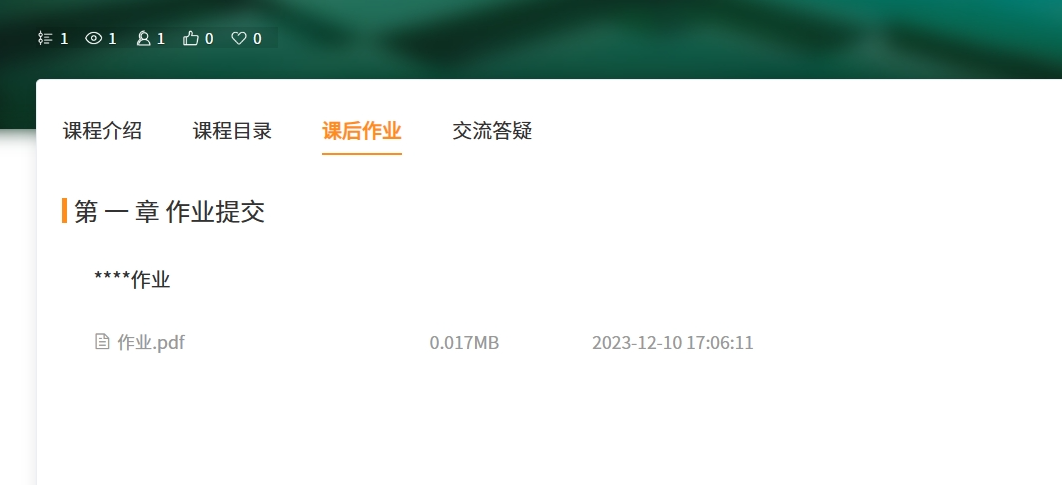 1 1 1 0 0
课程介绍 课程目录 课后作业 交流答疑
第 一 章 作业提交
****作业
作业.pdf 0.017MB 2023-12-10 17:06:11